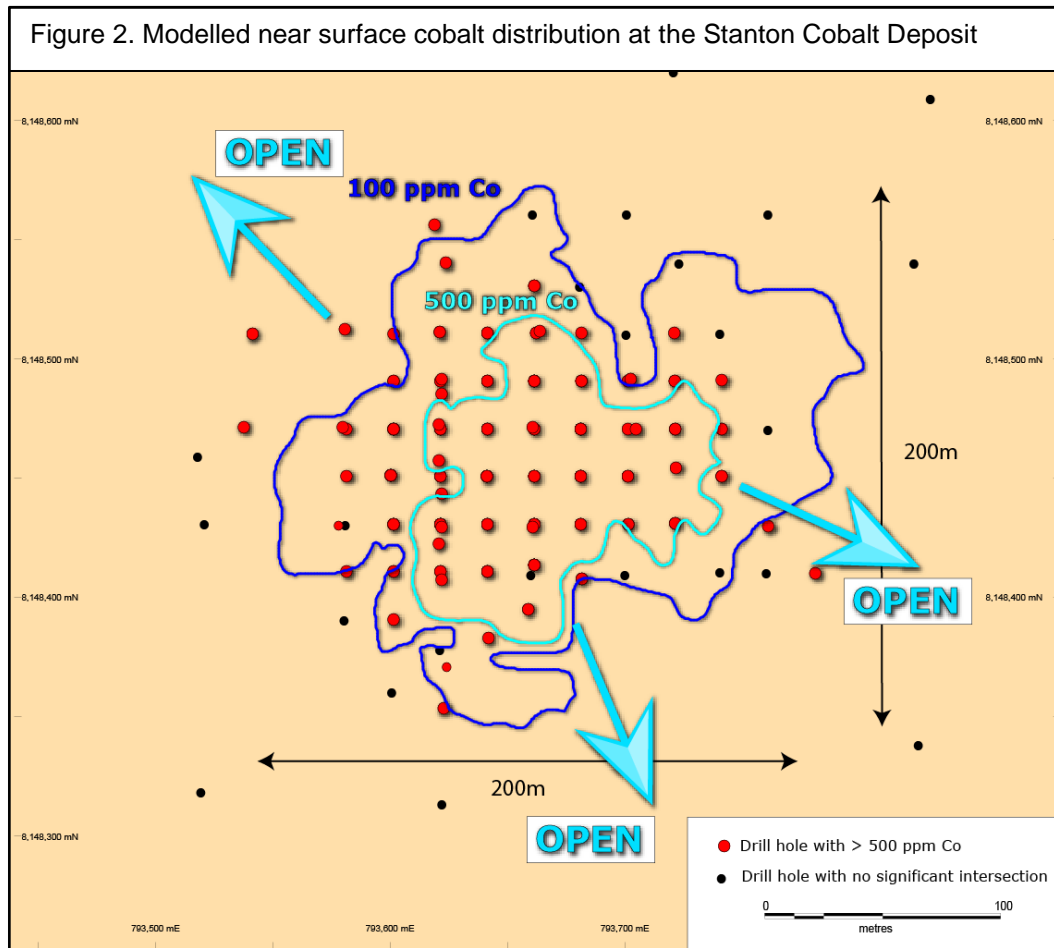 Figure 2. Modelled near surface cobalt distribution at the Stanton Cobalt Deposit
8,148,600 mN
8,148,600 mN
OPEN
100 ppm Co
500 ppm Co
8,148,500 mN
8,148,500 mN
200m
8,148,400 mN
8,148,400 mN
OPEN
200m
8,148,300 mN
OPEN
Drill hole with > 500 ppm Co
Drill hole with no significant intersection
0 100
metres
793,500 mE 793,600 mE 793,700 mE